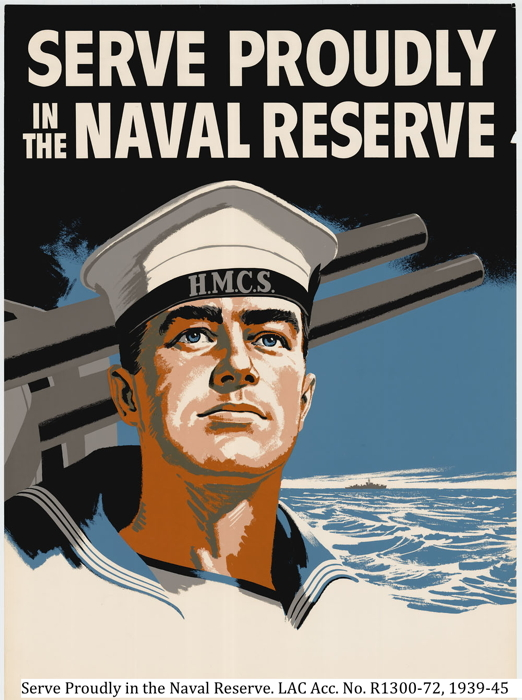 SERVE PROUDLY
IN THE NAVAL RESERVE
H.M.C.S.
Serve Proudly in the Naval Reserve. LAC Acc. No. R1300-72, 1939-45